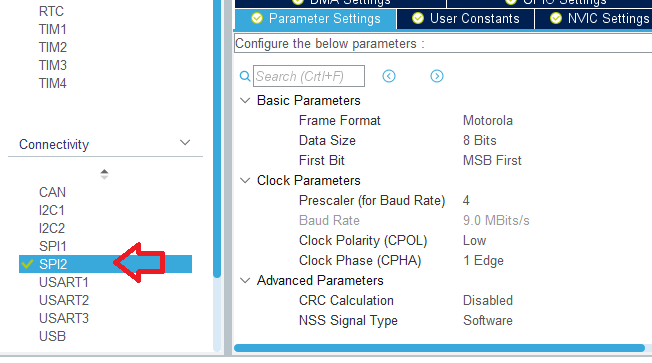 RTC
TIM1
TIM2
TIM3
TIM4
Connectivity
CAN
I2C1
I2C2
SPI1
SPI2
USART1
USART2
USART3
USB
DMA Settings
GPIO Settings
Parameter Settings
User Constants
NVIC Settings
Configure the below parameters :
Search (Crtl+F)
Basic Parameters
Frame Format Motorola
Data Size 8 Bits
First Bit MSB First
Clock Parameters
Prescaler (for Baud Rate) 4
Baud Rate 9.0 MBits/s
Clock Polarity (CPOL) Low
Clock Phase (CPHA) 1 Edge
Advanced Parameters
CRC Calculation Disabled
NSS Signal Type Software